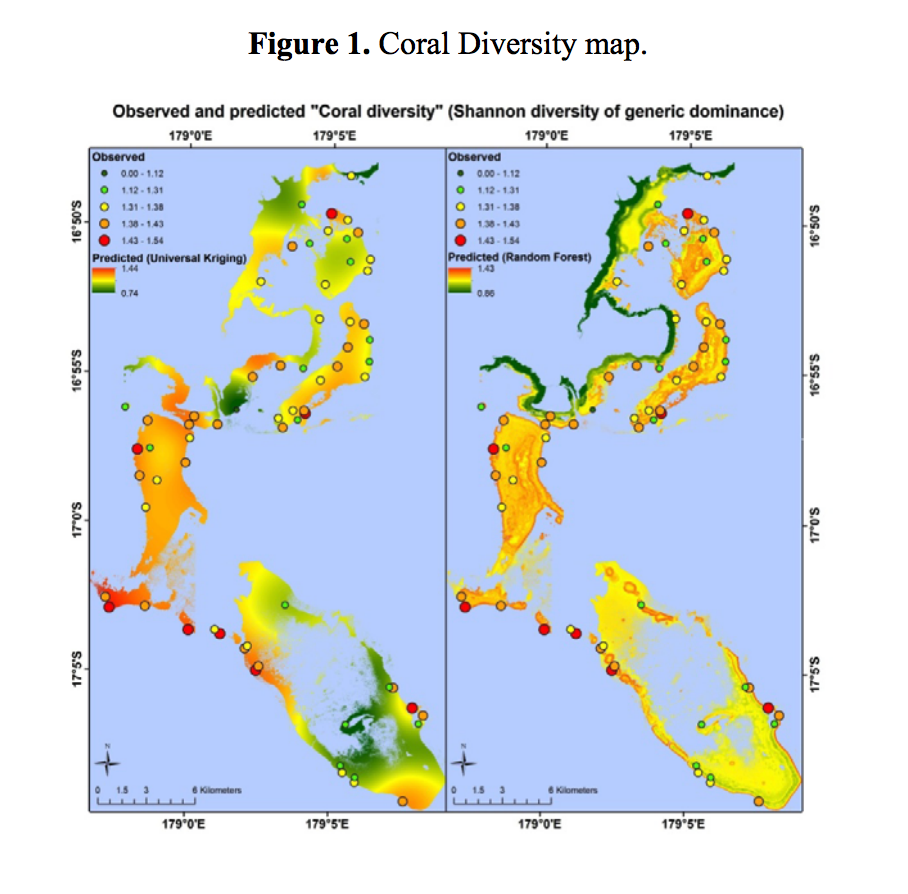 Figure 1. Coral Diversity map.
Observed and predicted "Coral diversity" (Shannon diversity of generic dominance)
179°0'E 179°5'E 179°0'E 179°5'E
Observed
0.00 - 1.12
1.12 - 1.31
1.31 - 1.38
1.38 - 1.43
1.43 - 1.54
Predicted (Universal Kriging)
1.44
0.74
Observed
0.00 - 1.12
1.12 - 1.31
1.31 - 1.38
1.38 - 1.43
1.43 - 1.54
Predicted (Random Forest)
1.43
0.86
16°50'S
16°55'S
17°0'S
17°5'S
16°50'S
16°55'S
17°0'S
17°5'S
N
0 1.5 3 6 Kilometers
N
0 1.5 3 6 Kilometers
179°0'E 179°5'E 179°0'E 179°5'E